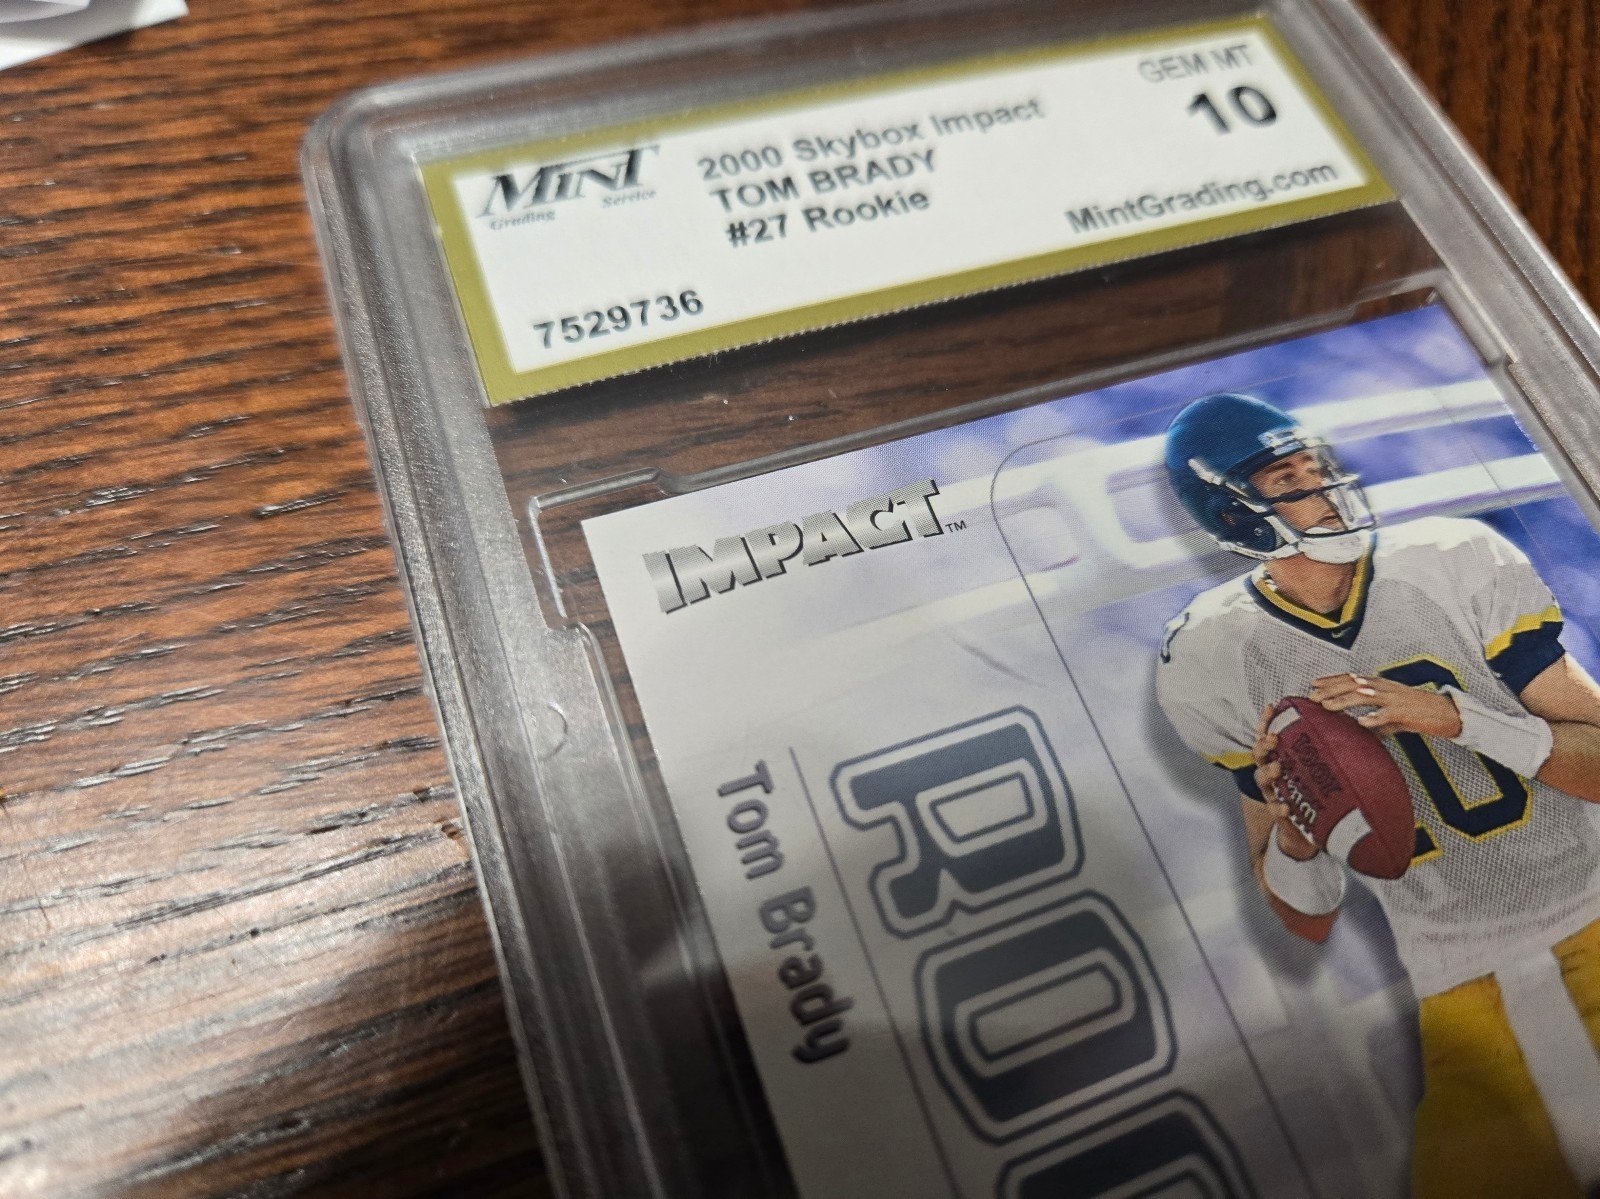 MINT
Grading Service
2000 Skybox Impact
TOM BRADY
#27 Rookie
7529736
GEM MT
10
MintGrading.com
IMPACT™
Tom Brady
ROO